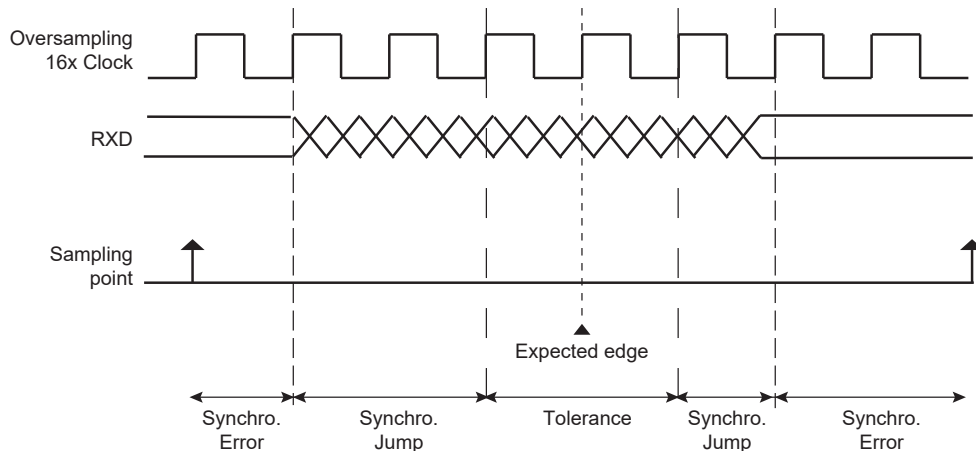 Oversampling
16x Clock
RXD
Sampling
point
Expected edge
Synchro.
Error
Synchro.
Jump
Tolerance
Synchro.
Jump
Synchro.
Error